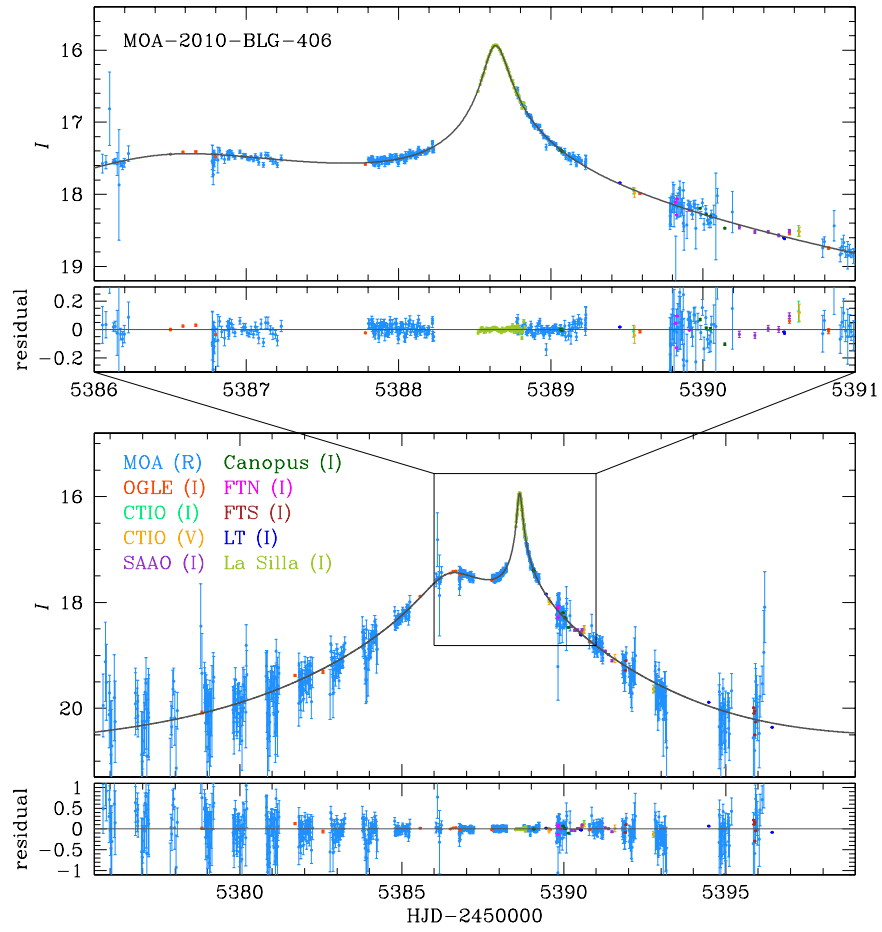 MOA-2010-BLG-406
16
17
18
19
I
0.2
0
-0.2
residual
5386 5387 5388 5389 5390 5391
MOA (R) Canopus (I)
OGLE (I) FTN (I)
CTIO (I) FTS (I)
CTIO (V) LT (I)
SAAO (I) La Silla (I)
16
18
20
I
1
0.5
0
-0.5
-1
residual
5380 5385 5390 5395
HJD-2450000